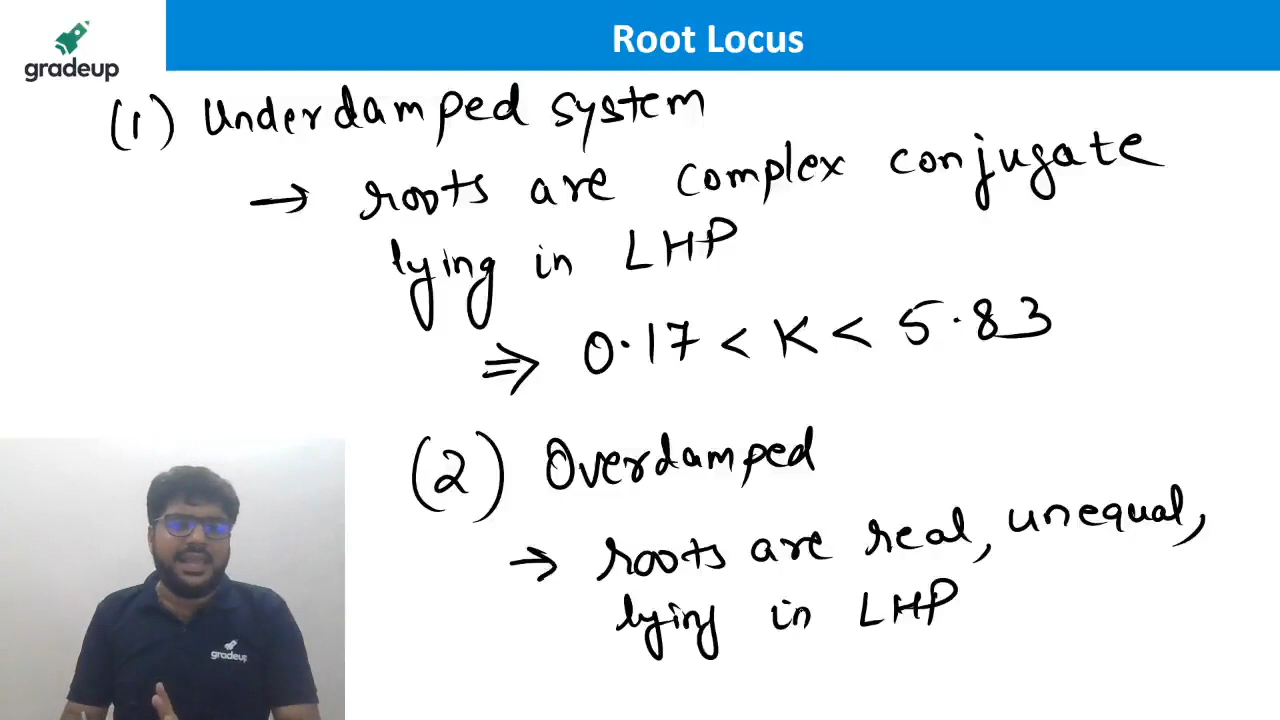 Root Locus
gradeup
(1) Underdamped system
→ roots are complex conjugate
lying in LHP
⇒ 0.17 < K < 5.83
(2) Overdamped
→ roots are real, unequal,
lying in LHP
gradeup